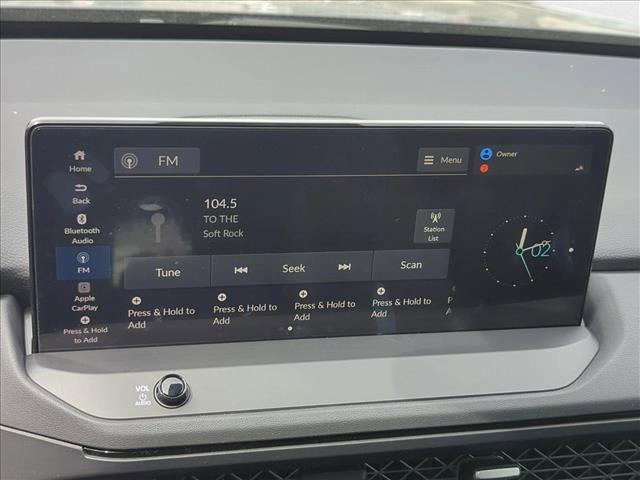 Home
Back
Bluetooth
Audio
FM
Apple
CarPlay
Press & Hold
to Add
FM
Menu
Owner
2
104.5
TO THE
Soft Rock
Station
List
02
Tune
Seek
Scan
Press & Hold to
Add
Press & Hold to
Add
Press & Hold to
Add
Press & Hold to
Add
VOL
AUDIO